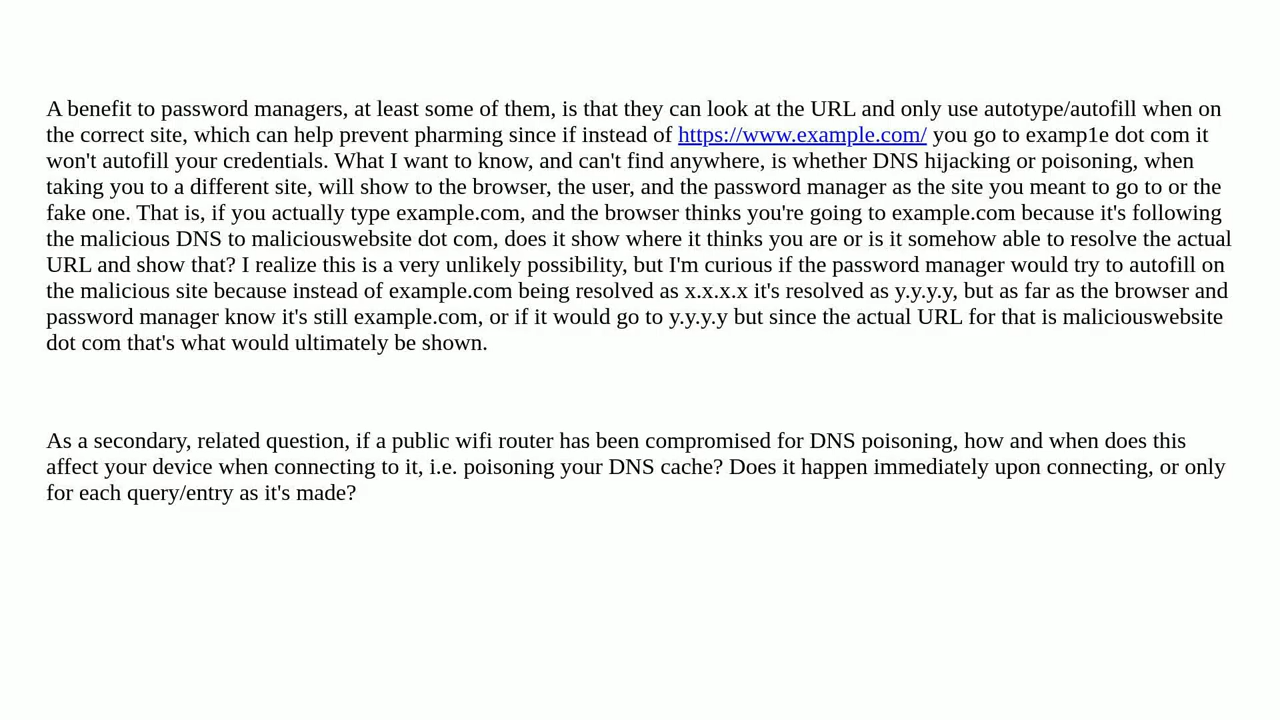 A benefit to password managers, at least some of them, is that they can look at the URL and only use autotype/autofill when on
the correct site, which can help prevent pharming since if instead of https://www.example.com/ you go to examp1e dot com it
won't autofill your credentials. What I want to know, and can't find anywhere, is whether DNS hijacking or poisoning, when
taking you to a different site, will show to the browser, the user, and the password manager as the site you meant to go to or the
fake one. That is, if you actually type example.com, and the browser thinks you're going to example.com because it's following
the malicious DNS to maliciouswebsite dot com, does it show where it thinks you are or is it somehow able to resolve the actual
URL and show that? I realize this is a very unlikely possibility, but I'm curious if the password manager would try to autofill on
the malicious site because instead of example.com being resolved as x.x.x.x it's resolved as y.y.y.y, but as far as the browser and
password manager know it's still example.com, or if it would go to y.y.y.y but since the actual URL for that is maliciouswebsite
dot com that's what would ultimately be shown.
As a secondary, related question, if a public wifi router has been compromised for DNS poisoning, how and when does this
affect your device when connecting to it, i.e. poisoning your DNS cache? Does it happen immediately upon connecting, or only
for each query/entry as it's made?